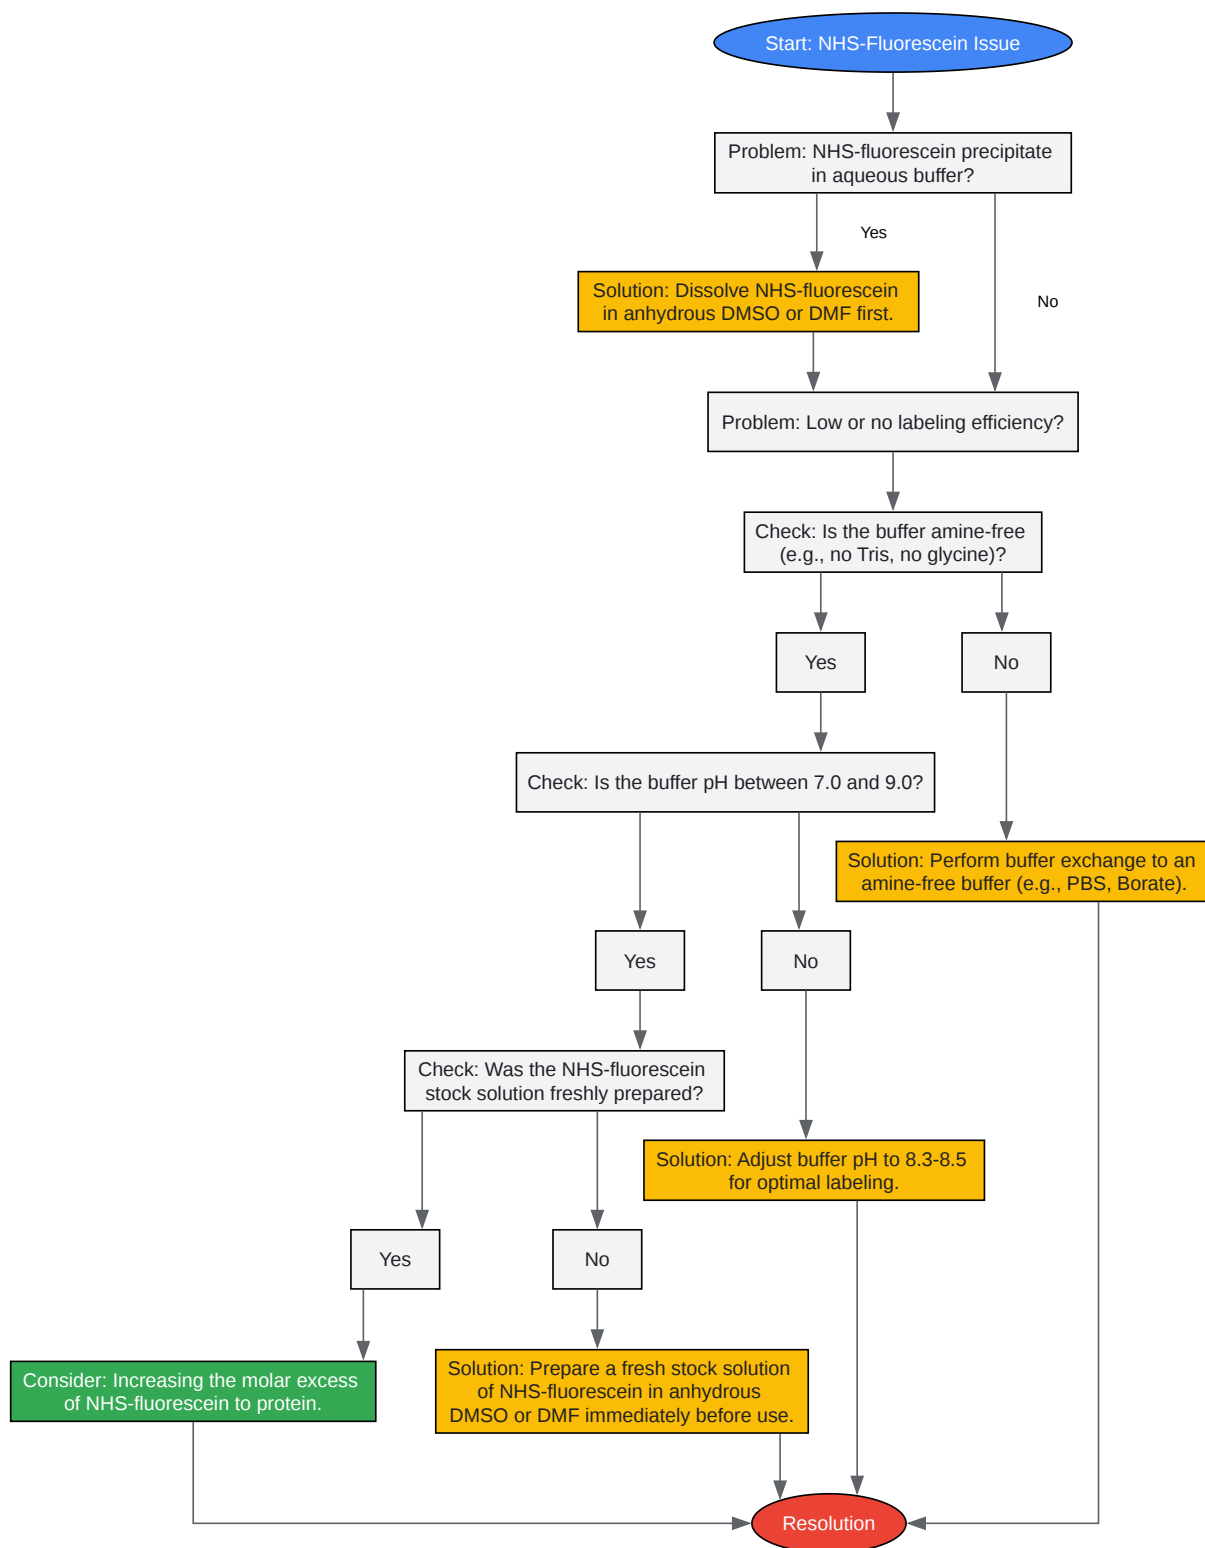 Start: NHS-Fluorescein Issue
Problem: NHS-fluorescein precipitate
in aqueous buffer?
Yes
Solution: Dissolve NHS-fluorescein
in anhydrous DMSO or DMF first.
No
Problem: Low or no labeling efficiency?
Check: Is the buffer amine-free
(e.g., no Tris, no glycine)?
Yes
No
Check: Is the buffer pH between 7.0 and 9.0?
Solution: Perform buffer exchange to an
amine-free buffer (e.g., PBS, Borate).
Yes
No
Check: Was the NHS-fluorescein
stock solution freshly prepared?
Solution: Adjust buffer pH to 8.3-8.5
for optimal labeling.
Yes
No
Consider: Increasing the molar excess
of NHS-fluorescein to protein.
Solution: Prepare a fresh stock solution
of NHS-fluorescein in anhydrous
DMSO or DMF immediately before use.
Resolution